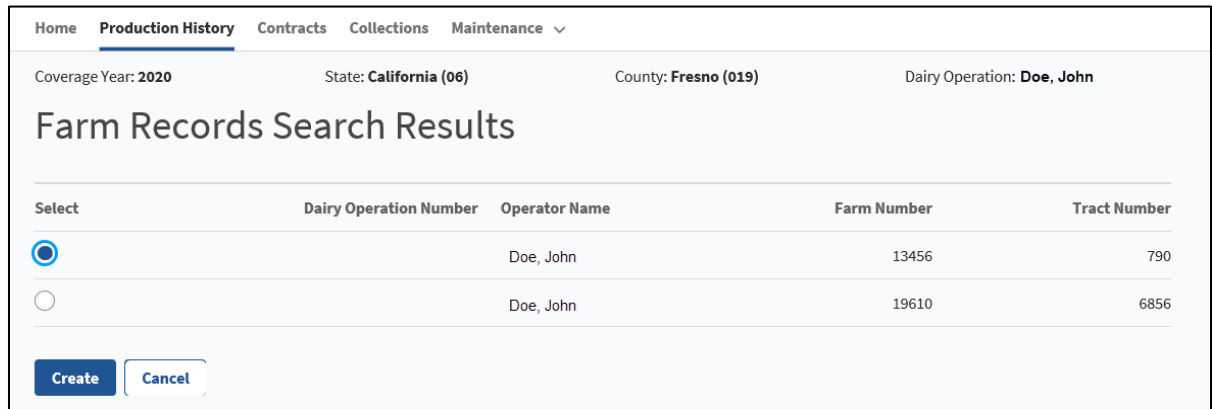 Home Production History Contracts Collections Maintenance
Coverage Year: 2020 State: California (06) County: Fresno (019) Dairy Operation: Doe, John
Farm Records Search Results
Select Dairy Operation Number Operator Name Farm Number Tract Number
Doe, John 13456 790
Doe, John 19610 6856
Create Cancel